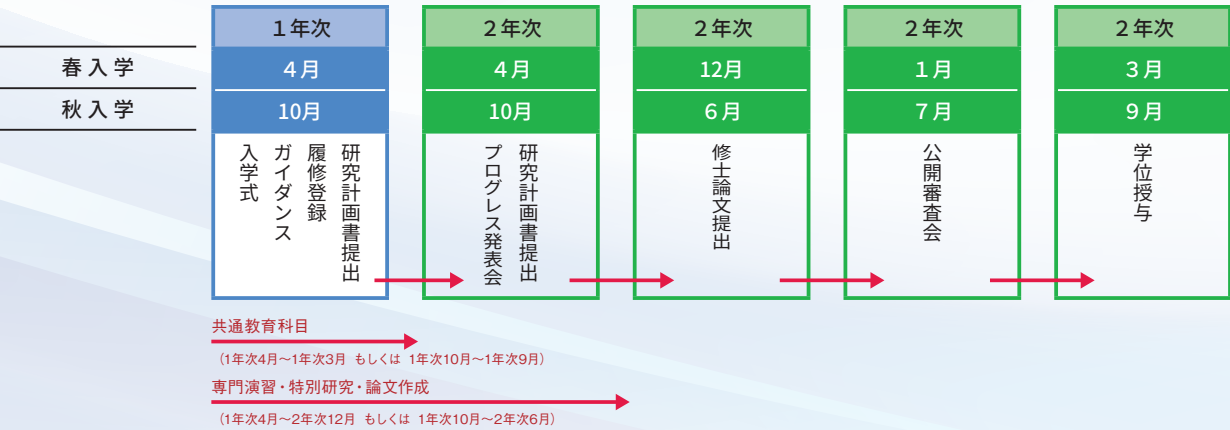 1年次
2年次
2年次
2年次
2年次
春入学
4月
4月
12月
1月
3月
秋入学
10月
10月
6月
7月
9月
入学式
ガイダンス
履修登録
研究計画書提出
プログレス発表会
研究計画書提出
修士論文提出
公開審査会
学位授与
共通教育科目
（1年次4月～1年次3月 もしくは 1年次10月～1年次9月）
専門演習・特別研究・論文作成
（1年次4月～2年次12月 もしくは 1年次10月～2年次6月）